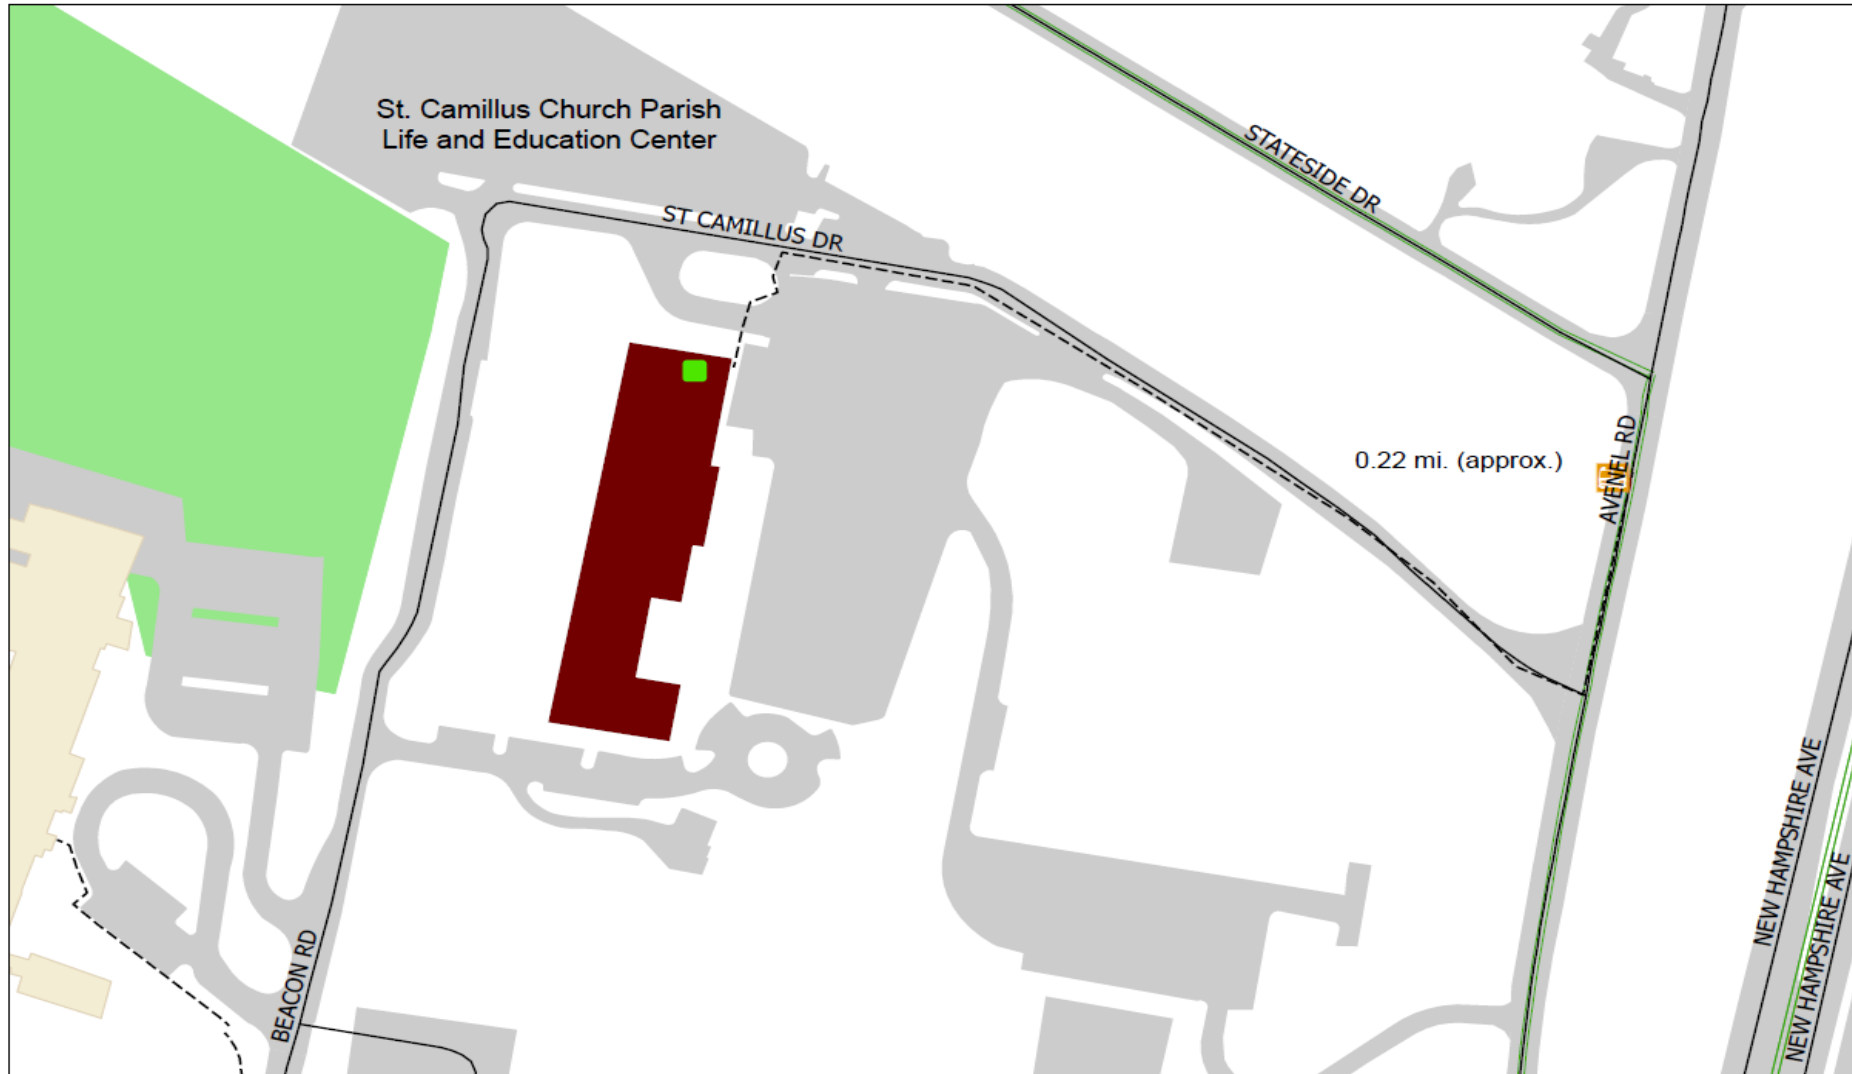 St. Camillus Church Parish
Life and Education Center
STATESIDE DR
ST CAMILLUS DR
0.22 mi. (approx.)
AVENEL RD
NEW HAMPSHIRE AVE
NEW HAMPSHIRE AVE
BEACON RD